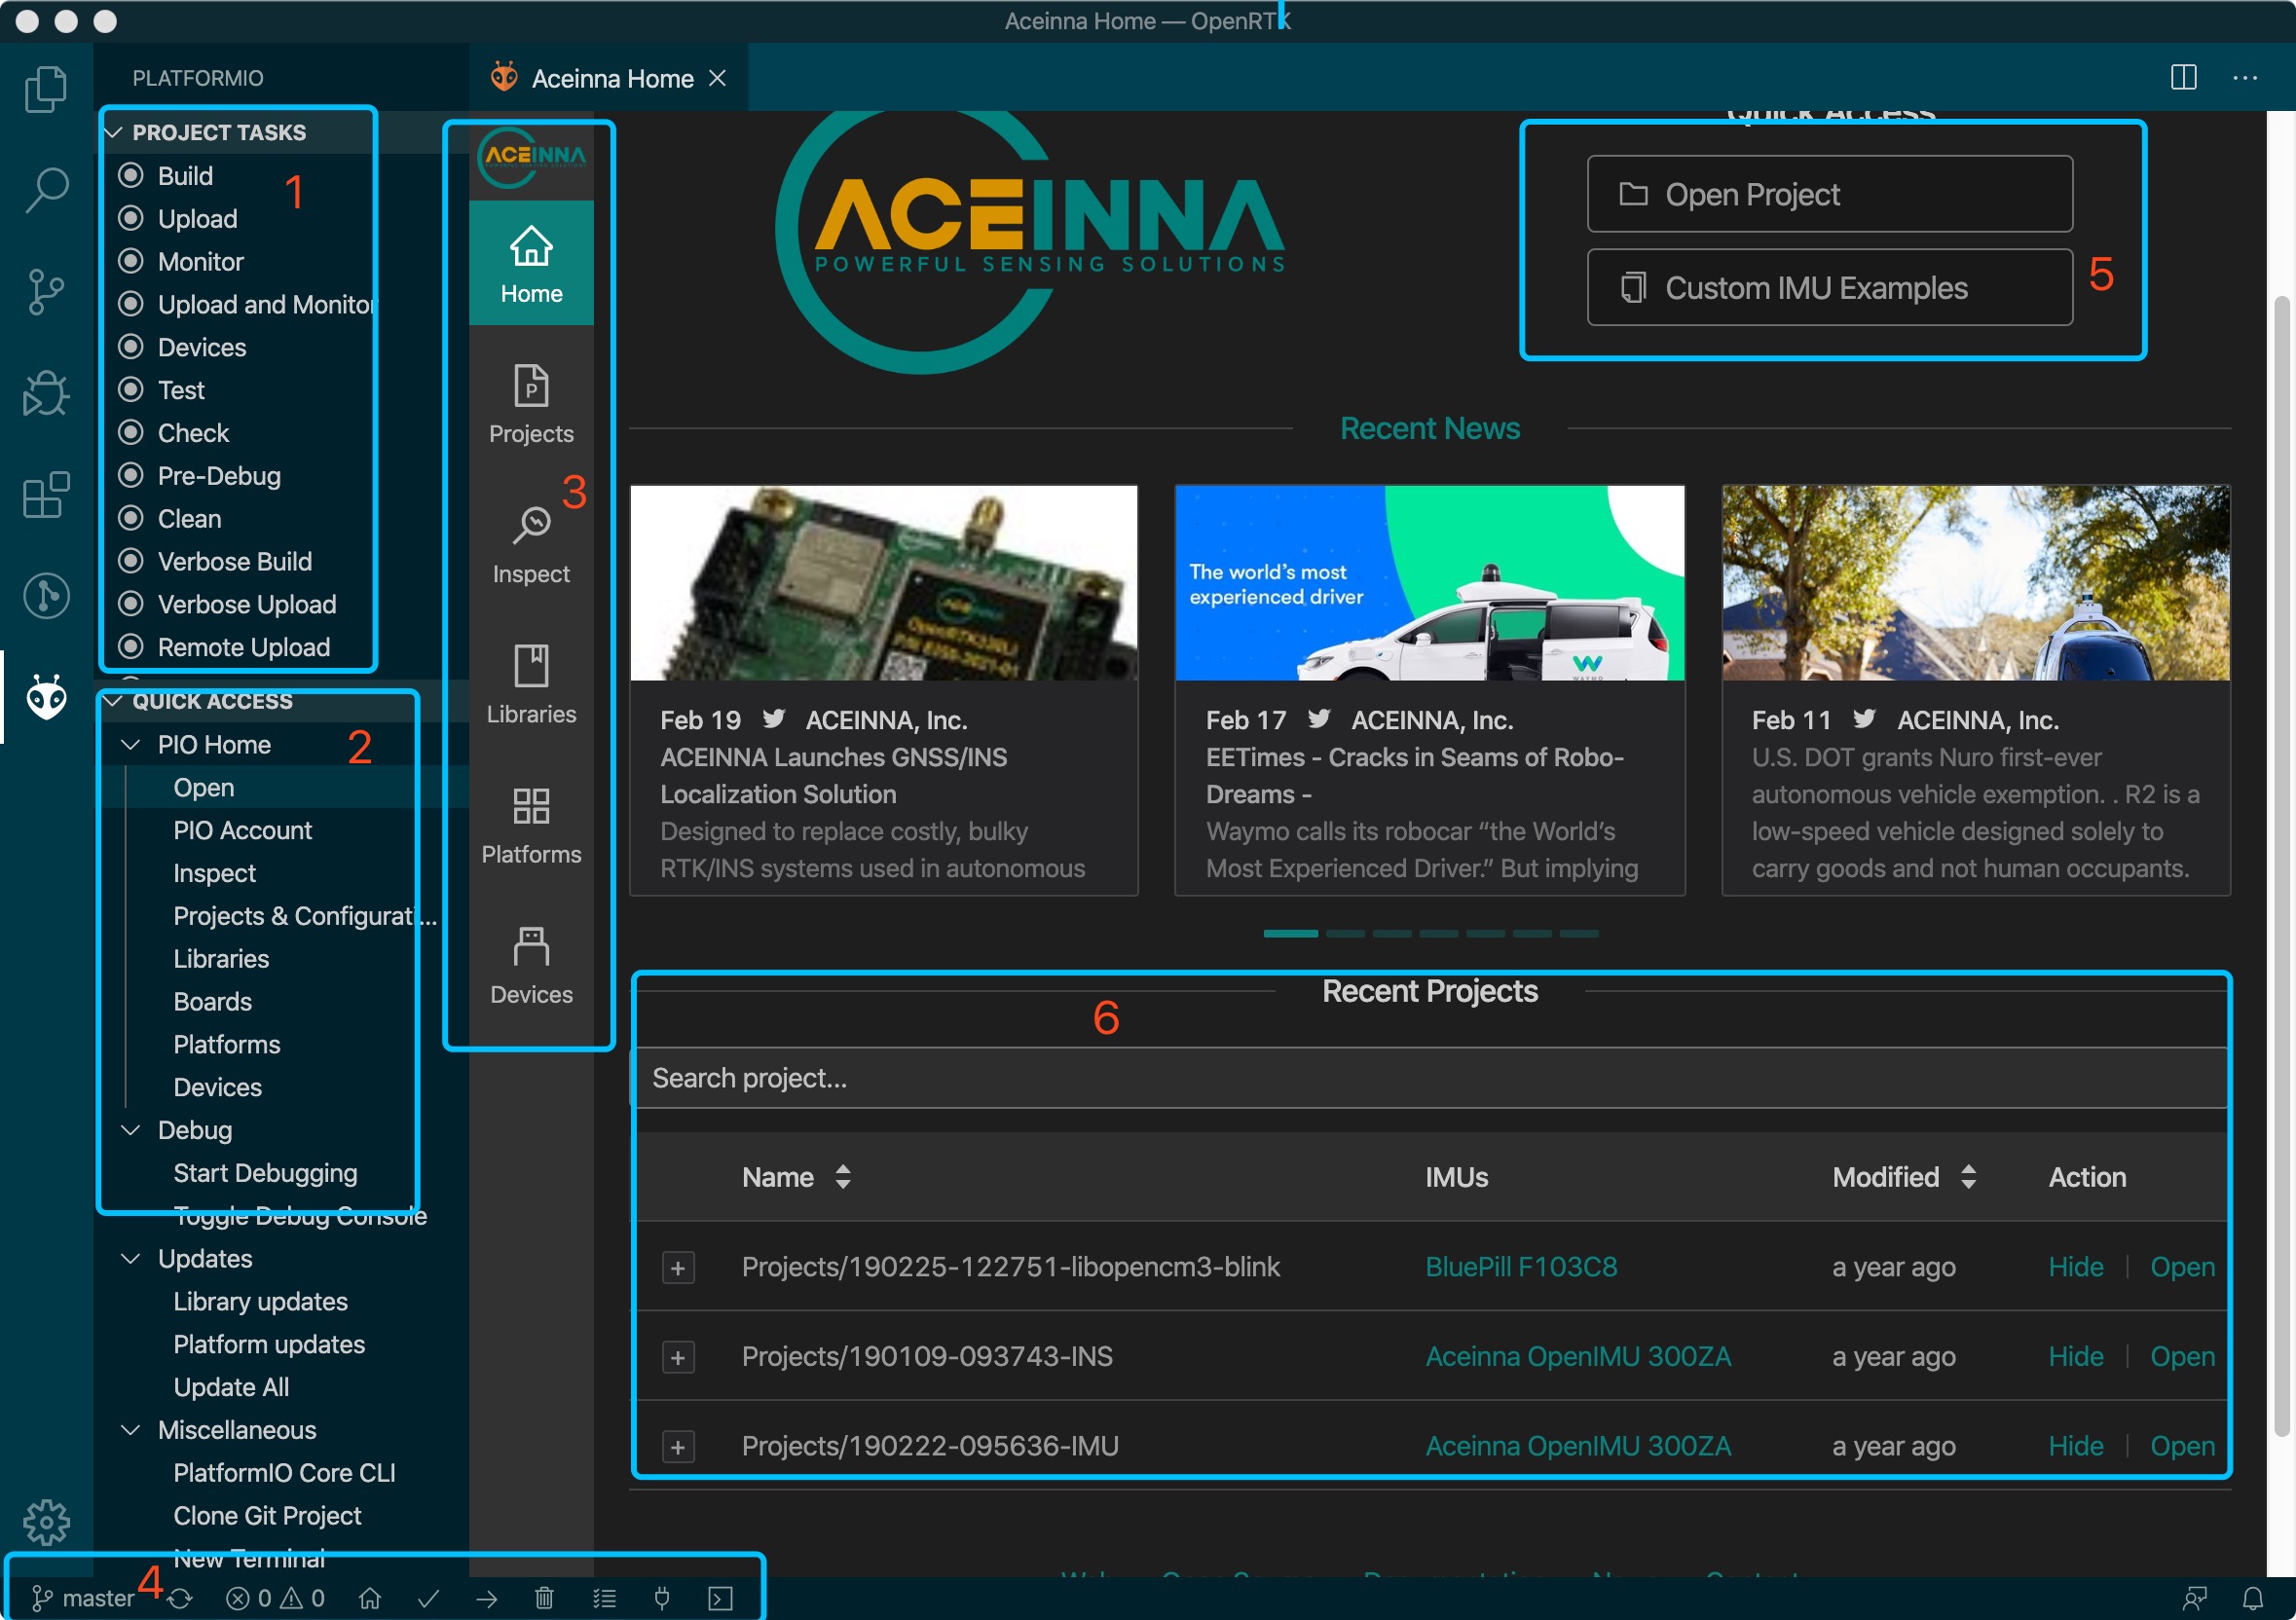 Aceinna Home — OpenRTK
PLATFORMIO
Aceinna Home
PROJECT TASKS
Build
1
Upload
Monitor
Upload and Monitor
Devices
Test
Check
Pre-Debug
Clean
Verbose Build
Verbose Upload
Remote Upload
QUICK ACCESS
PIO Home
2
Open
PIO Account
Inspect
Projects & Configurati...
Libraries
Boards
Platforms
Devices
Debug
Start Debugging
Toggle Debug Console
Updates
Library updates
Platform updates
Update All
Miscellaneous
PlatformIO Core CLI
Clone Git Project
New Terminal
ACEINNA
Home
Projects
3
Inspect
Libraries
Platforms
Devices
ACEINNA
POWERFUL SENSING SOLUTIONS
Quick Access
Open Project
Custom IMU Examples
5
Recent News
The world's most
experienced driver
WAYMO
Feb 19 ACEINNA, Inc.
ACEINNA Launches GNSS/INS
Localization Solution
Designed to replace costly, bulky
RTK/INS systems used in autonomous
Feb 17 ACEINNA, Inc.
EETimes - Cracks in Seams of Robo-
Dreams -
Waymo calls its robocar “the World’s
Most Experienced Driver.” But implying
Feb 11 ACEINNA, Inc.
U.S. DOT grants Nuro first-ever
autonomous vehicle exemption. . R2 is a
low-speed vehicle designed solely to
carry goods and not human occupants.
Recent Projects
6
Search project...
Name IMUs Modified Action
Projects/190225-122751-libopencm3-blink BluePill F103C8 a year ago Hide Open
Projects/190109-093743-INS Aceinna OpenIMU 300ZA a year ago Hide Open
Projects/190222-095636-IMU Aceinna OpenIMU 300ZA a year ago Hide Open
Web Open Source Documentation News Contact
master 4 0 0